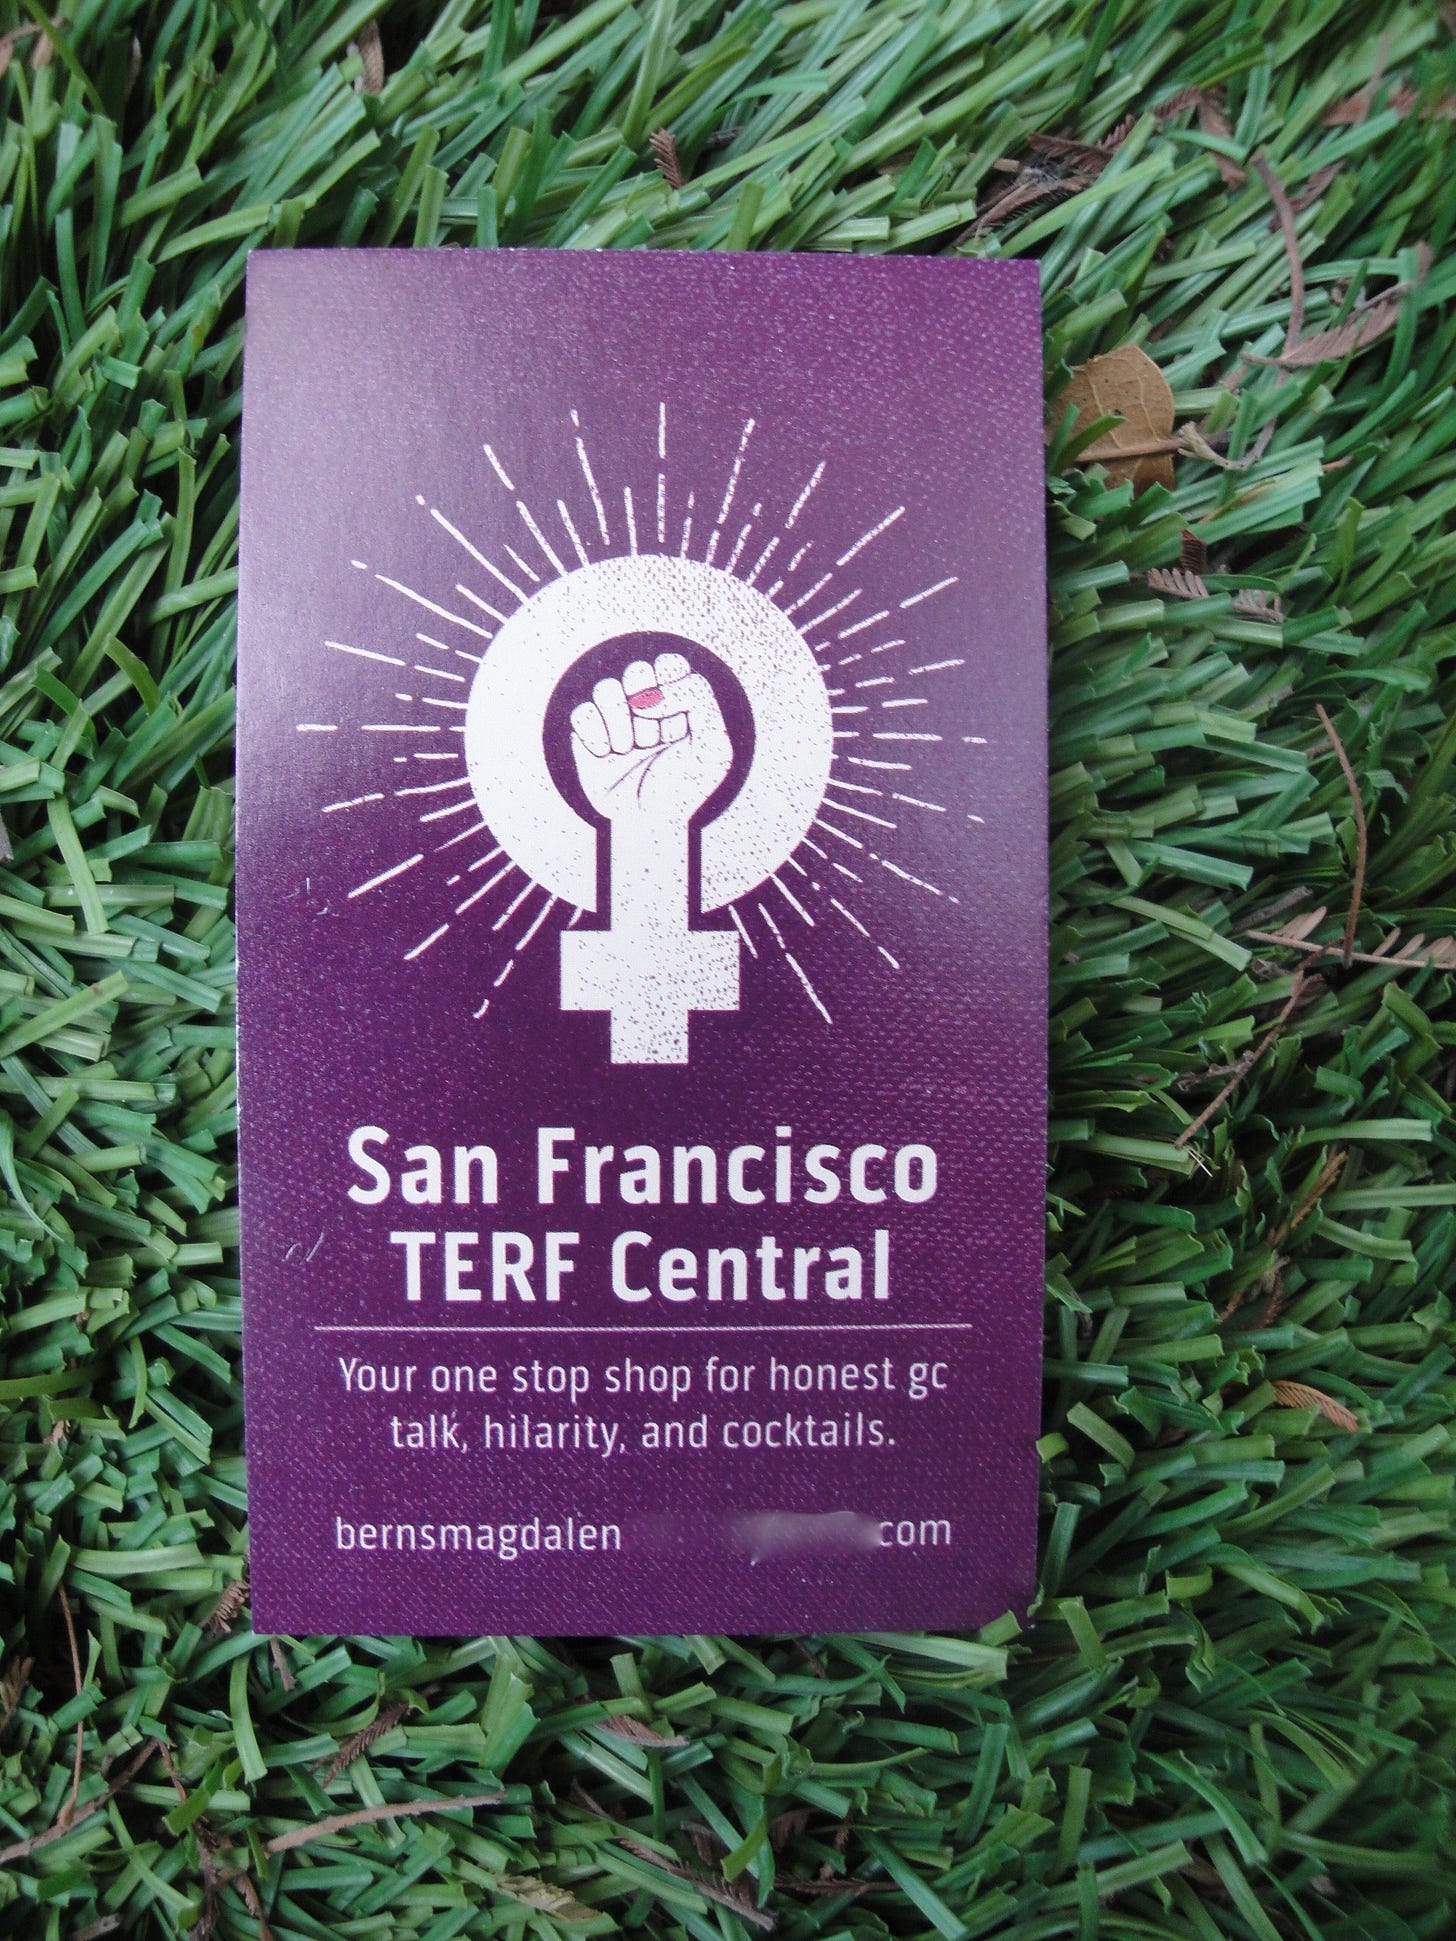 San Francisco
TERF Central
Your one stop shop for honest gc
talk, hilarity, and cocktails.
bernsmagdalen com